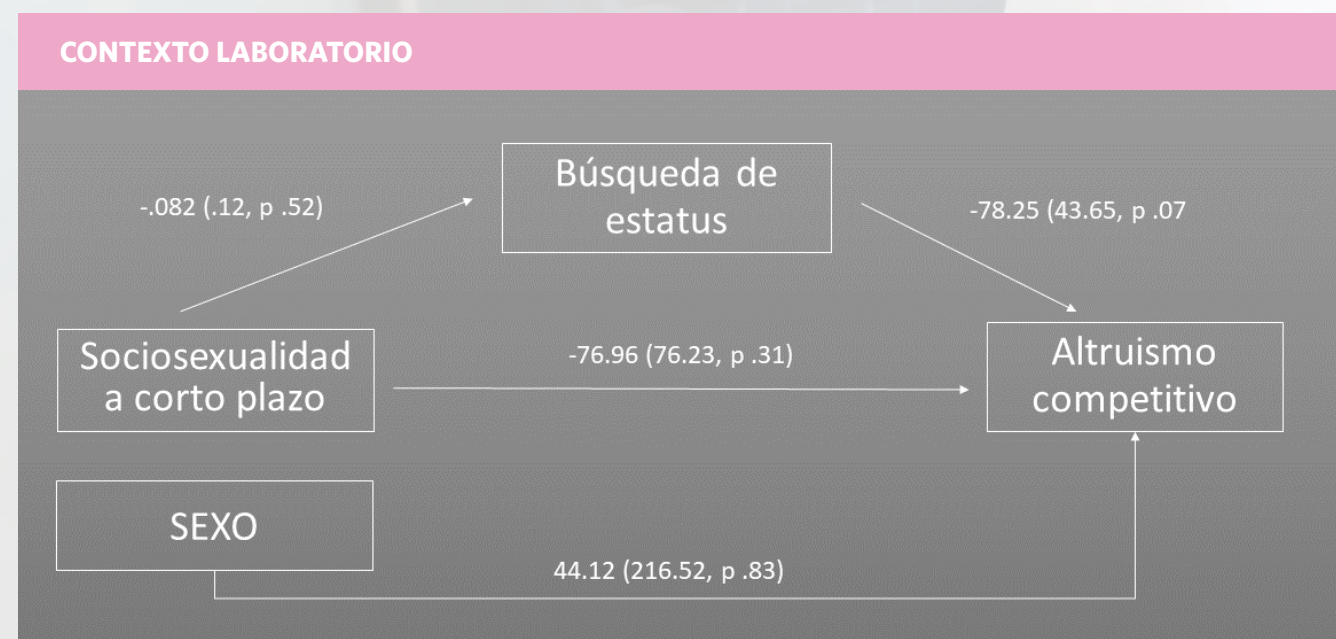 CONTEXTO LABORATORIO
Búsqueda de
estatus
-.082 (.12, p .52)
-78.25 (43.65, p .07
Sociosexualidad
a corto plazo
-76.96 (76.23, p .31)
Altruismo
competitivo
SEXO
44.12 (216.52, p .83)